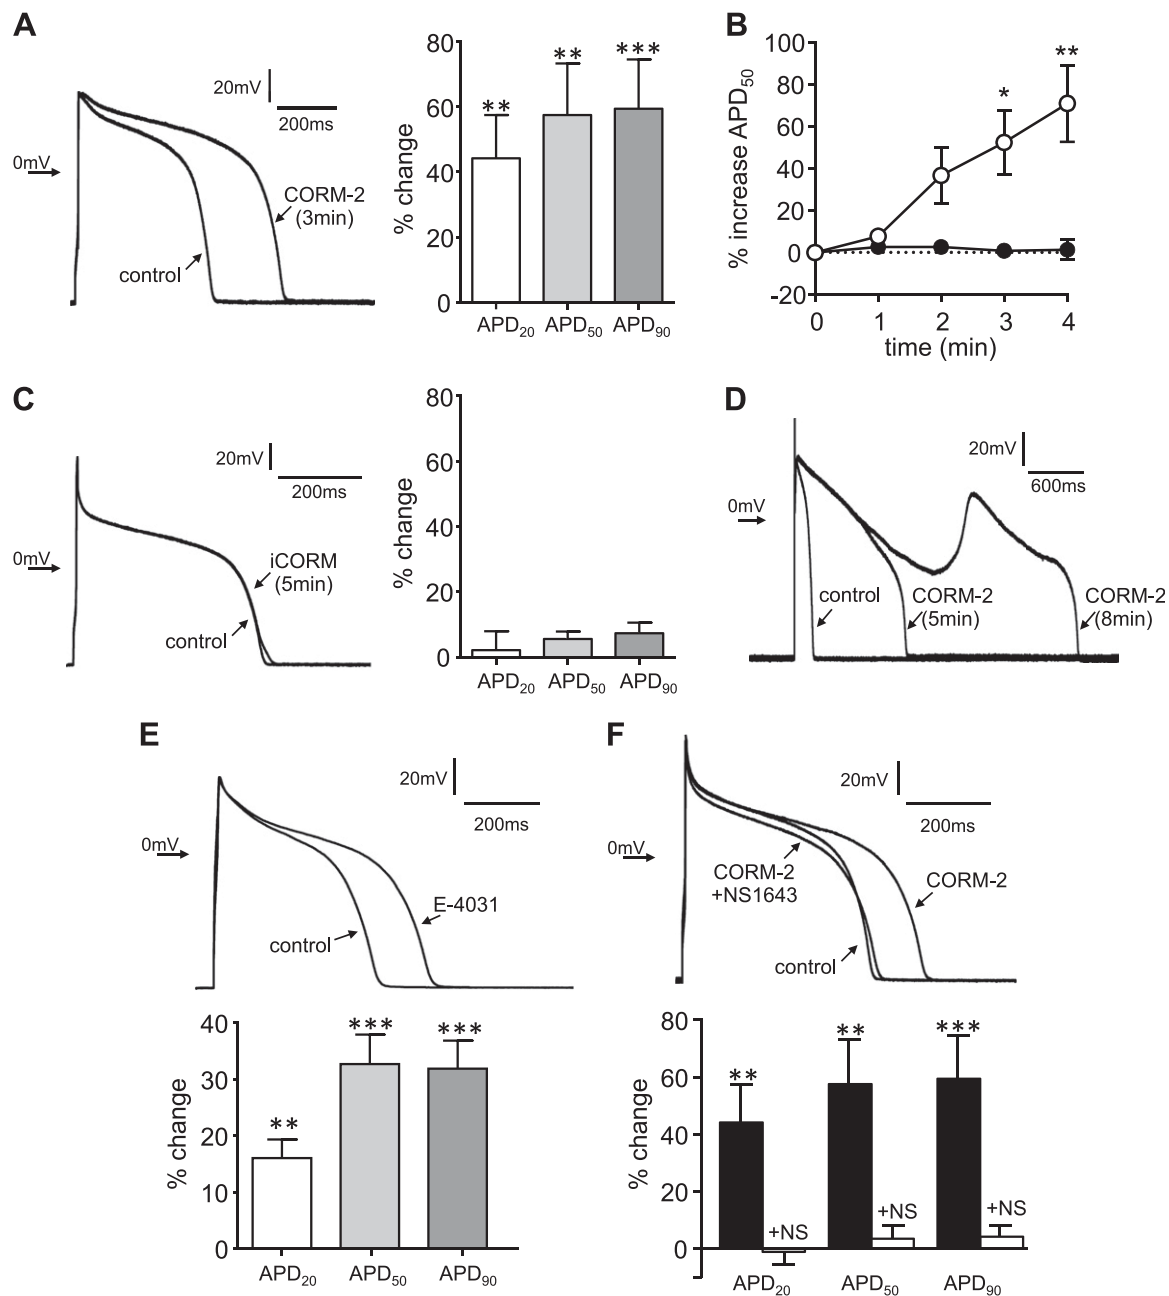 A
20mV
200ms
0mV
CORM-2
(3min)
control
% change
80
60
40
20
0
** ** ***
APD20 APD50 APD90
B
% increase APD50
100
80
60
40
20
0
-20
* **
0 1 2 3 4
time (min)
C
20mV
200ms
0mV
iCORM
(5min)
control
% change
80
60
40
20
0
APD20 APD50 APD90
D
20mV
600ms
0mV
control
CORM-2
(5min)
CORM-2
(8min)
E
20mV
200ms
0mV
E-4031
control
% change
40
30
20
10
0
** *** ***
APD20 APD50 APD90
F
20mV
200ms
0mV
CORM-2
+NS1643
CORM-2
control
% change
80
60
40
20
0
** ** ***
+NS +NS +NS
APD20 APD50 APD90